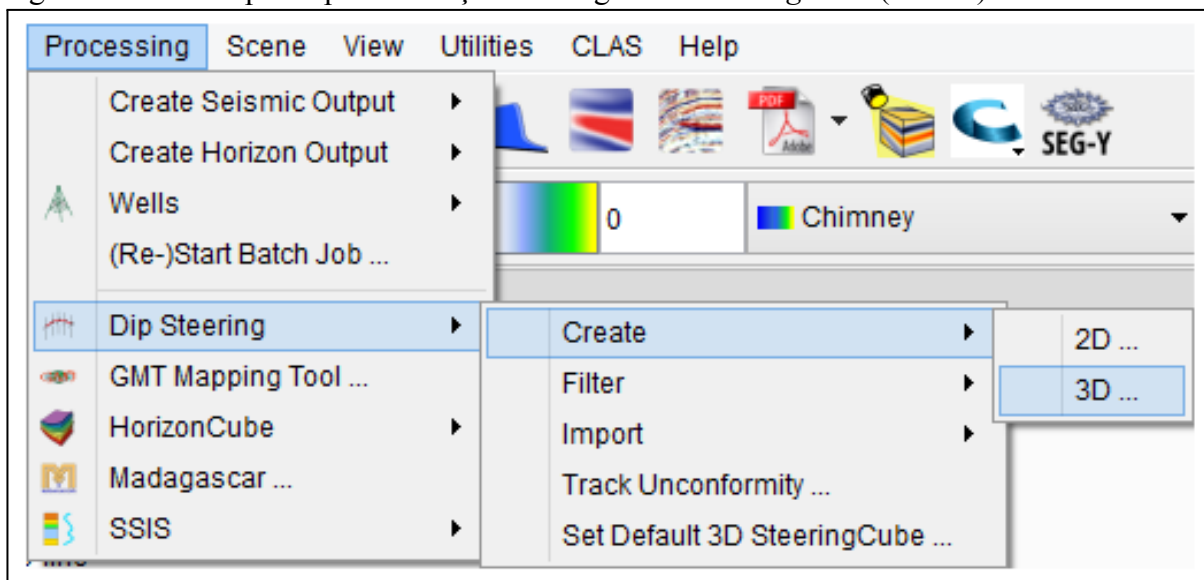 Processing Scene View Utilities CLAS Help
Create Seismic Output
Create Horizon Output
PDF
Adobe
SEG-Y
Wells
0
Chimney
(Re-)Start Batch Job ...
Dip Steering
Create
2D ...
GMT Mapping Tool ...
Filter
3D ...
HorizonCube
Import
Madagascar ...
Track Unconformity ...
SSIS
Set Default 3D SteeringCube ...